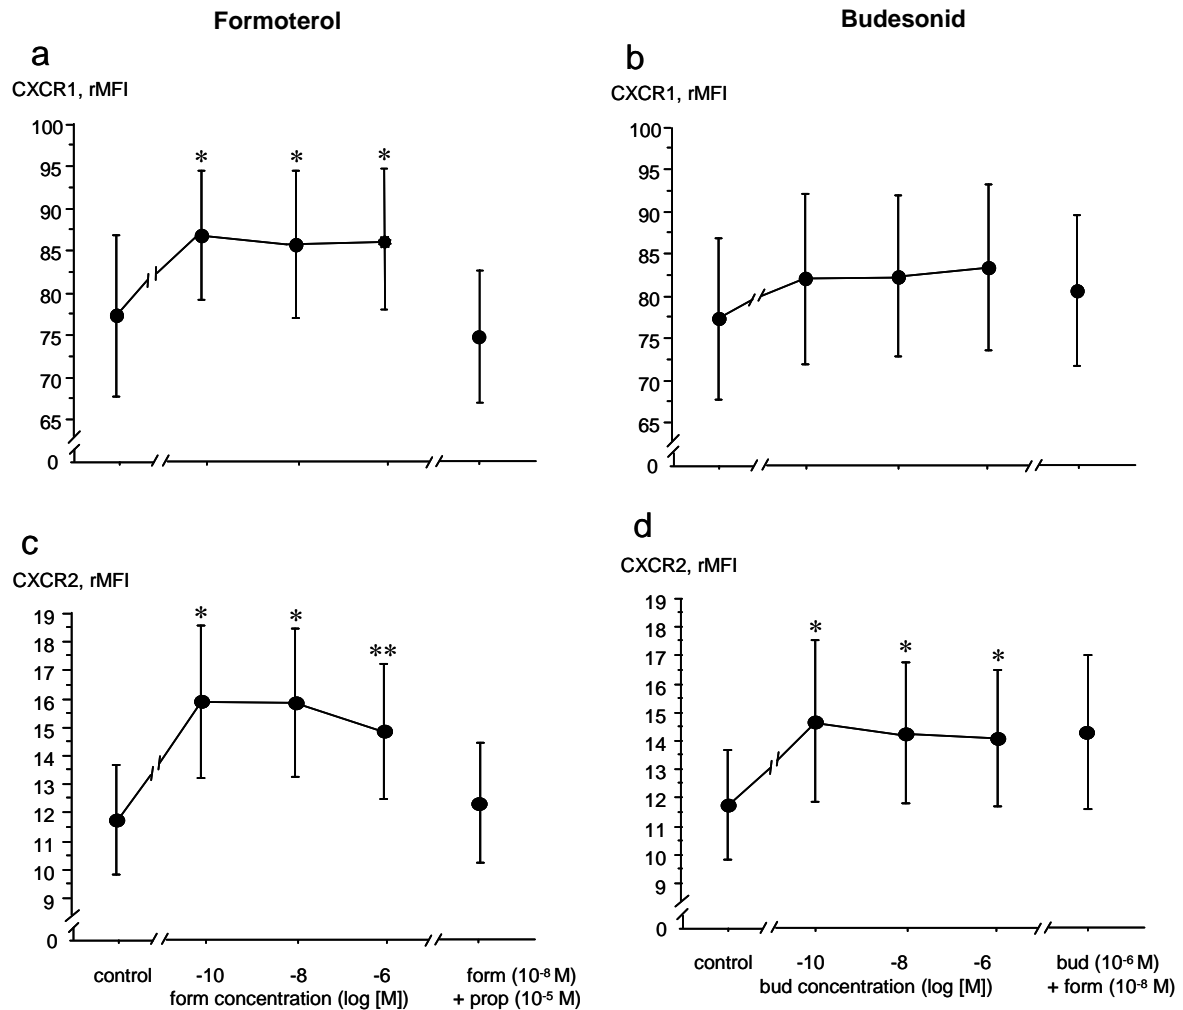 Formoterol
Budesonid
a
CXCR1, rMFI
100
95
90
85
80
75
70
65
0
* * *
b
CXCR1, rMFI
100
95
90
85
80
75
70
65
0
c
CXCR2, rMFI
19
18
17
16
15
14
13
12
11
10
9
0
* * **
control -10 -8 -6 form (10-8 M)
form concentration (log [M]) + prop (10-5 M)
d
CXCR2, rMFI
19
18
17
16
15
14
13
12
11
10
9
0
* * *
control -10 -8 -6 bud (10-6 M)
bud concentration (log [M]) + form (10-8 M)